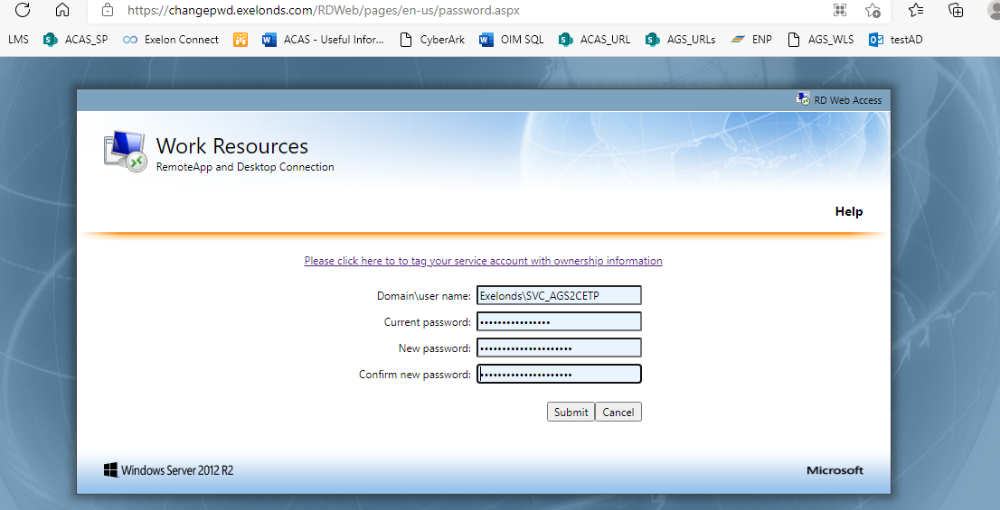 https://changepwd.exelonds.com/RDWeb/pages/en-us/password.aspx
LMS ACAS_SP Exelon Connect ACAS - Useful Infor... CyberArk OIM SQL ACAS_URL AGS_URLs ENP AGS_WLS testAD
RD Web Access
Work Resources
RemoteApp and Desktop Connection
Help
Please click here to to tag your service account with ownership information
Domain\user name: Exelonds\SVC_AGS2CETP
Current password: ••••••••••••••••
New password: •••••••••••••••••••••
Confirm new password: •••••••••••••••••••••
Submit Cancel
Windows Server 2012 R2 Microsoft